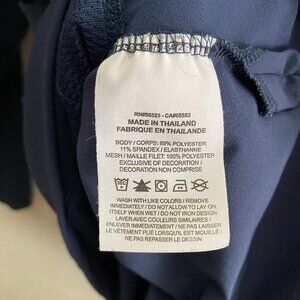 RN#56323 - CA#05553
MADE IN THAILAND
FABRIQUE EN THAILANDE
BODY / CORPS: 89% POLYESTER
11% SPANDEX / ELASTHANNE
MESH / MAILLE FILET: 100% POLYESTER
EXCLUSIVE OF DECORATION /
DECORATION NON COMPRISE
WASH WITH LIKE COLORS / REMOVE
IMMEDIATELY / DO NOT ALLOW TO LAY ON
ITSELF WHEN WET / DO NOT IRON DESIGN
LAVER AVEC COULEURS SIMILAIRES /
ENLEVER IMMEDIATEMENT / NE PAS LAISSER
LE VÊTEMENT PLIÉ LORSQU'IL EST MOUILLÉ /
NE PAS REPASSER LE DESSIN